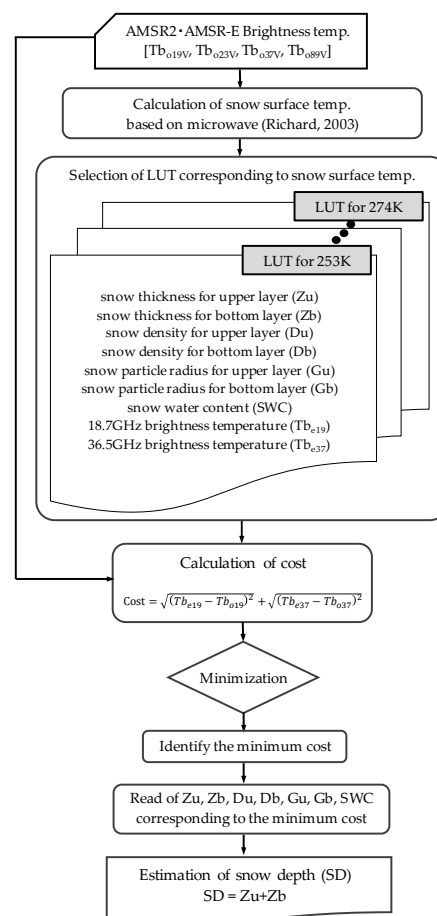 AMSR2・AMSR-E Brightness temp.
[Tbo19V, Tbo23V, Tbo37V, Tbo89V]
Calculation of snow surface temp.
based on microwave (Richard, 2003)
Selection of LUT corresponding to snow surface temp.
LUT for 274K
LUT for 253K
snow thickness for upper layer (Zu)
snow thickness for bottom layer (Zb)
snow density for upper layer (Du)
snow density for bottom layer (Db)
snow particle radius for upper layer (Gu)
snow particle radius for bottom layer (Gb)
snow water content (SWC)
18.7GHz brightness temperature (Tbe19)
36.5GHz brightness temperature (Tbe37)
Calculation of cost
Cost = √(Tbe19 − Tbo19)² + √(Tbe37 − Tbo37)²
Minimization
Identify the minimum cost
Read of Zu, Zb, Du, Db, Gu, Gb, SWC
corresponding to the minimum cost
Estimation of snow depth (SD)
SD = Zu+Zb